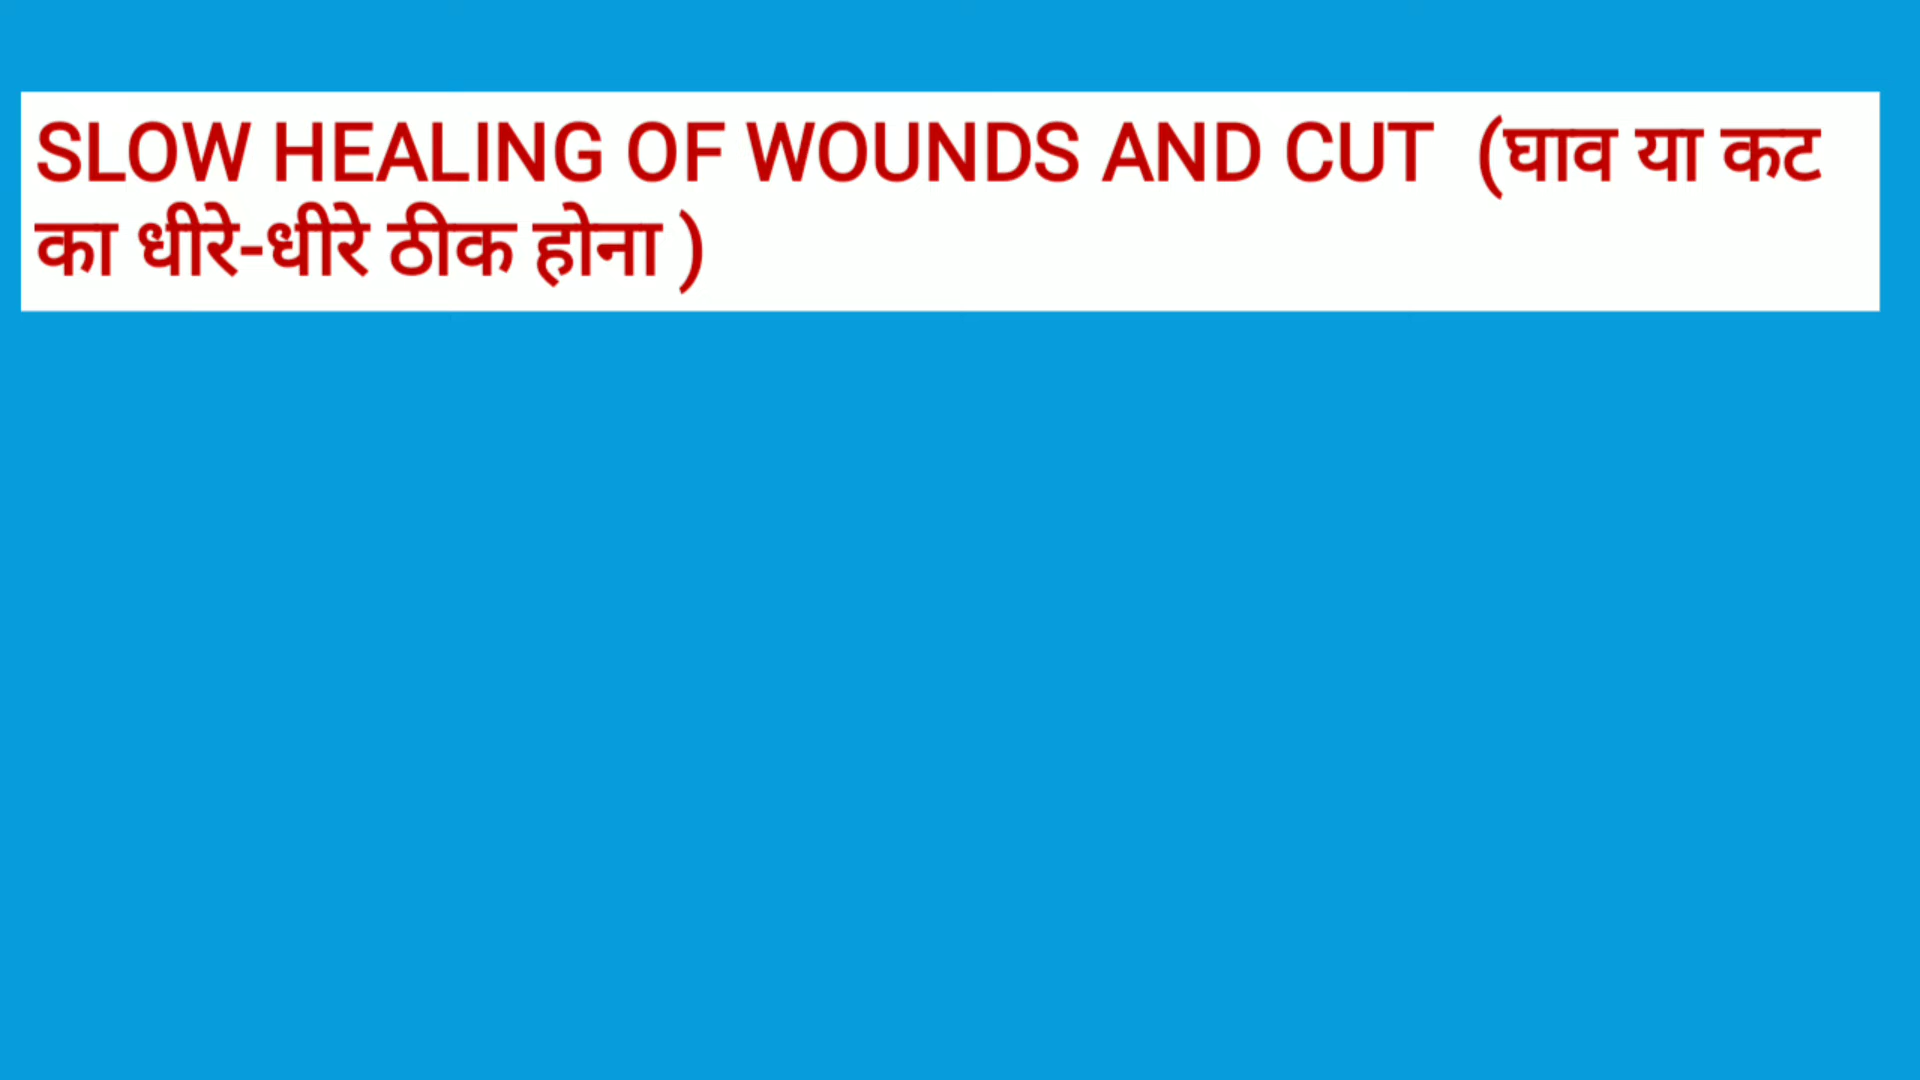 SLOW HEALING OF WOUNDS AND CUT (घाव या कट
का धीरे-धीरे ठीक होना )